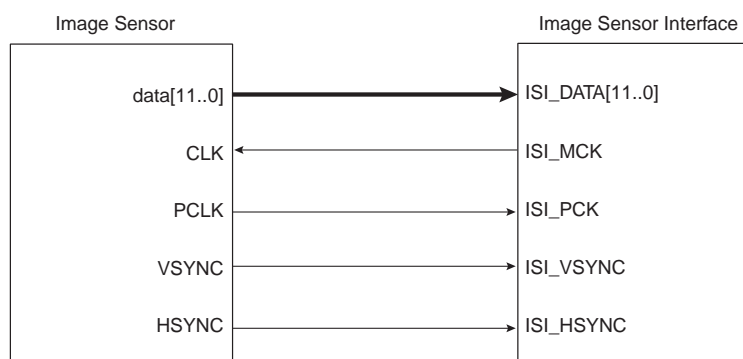 Image Sensor
Image Sensor Interface
data[11..0]
ISI_DATA[11..0]
CLK
ISI_MCK
PCLK
ISI_PCK
VSYNC
ISI_VSYNC
HSYNC
ISI_HSYNC